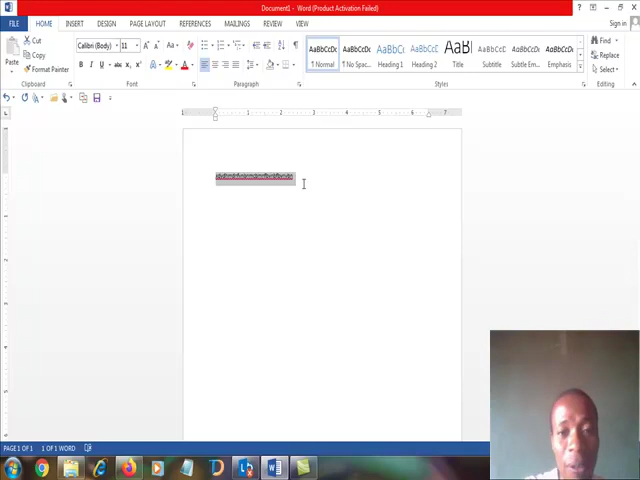 Document1 - Word (Product Activation Failed)
Sign in
FILE HOME INSERT DESIGN PAGE LAYOUT REFERENCES MAILINGS REVIEW VIEW
Paste
Cut
Copy
Format Painter
Calibri (Body) 11
AaBbCcDc AaBbCcDc AaBbCc AaBbCcC AaBl AaBbCcC AaBbCcDc AaBbCcDc
¶ Normal ¶ No Spac... Heading 1 Heading 2 Title Subtitle Subtle Em... Emphasis
Find
Replace
Select
Clipboard Font Paragraph Styles Editing
PAGE 1 OF 1 1 OF 1 WORD